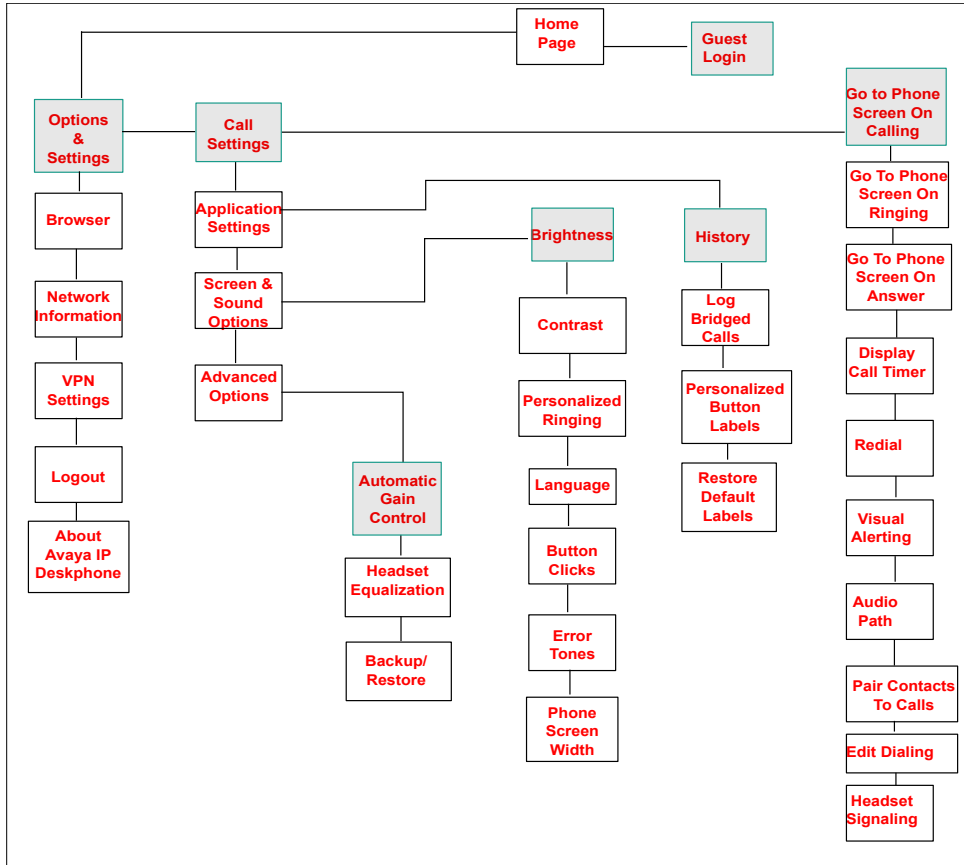 Home
Page
Guest
Login
Options
&
Settings
Call
Settings
Go to Phone
Screen On
Calling
Browser
Application
Settings
Brightness
History
Go To Phone
Screen On
Ringing
Go To Phone
Screen On
Answer
Network
Information
Screen &
Sound
Options
Contrast
Log
Bridged
Calls
Display
Call Timer
VPN
Settings
Advanced
Options
Personalized
Ringing
Personalized
Button
Labels
Redial
Logout
Automatic
Gain
Control
Language
Restore
Default
Labels
Visual
Alerting
About
Avaya IP
Deskphone
Headset
Equalization
Button
Clicks
Audio
Path
Backup/
Restore
Error
Tones
Pair Contacts
To Calls
Phone
Screen
Width
Edit Dialing
Headset
Signaling